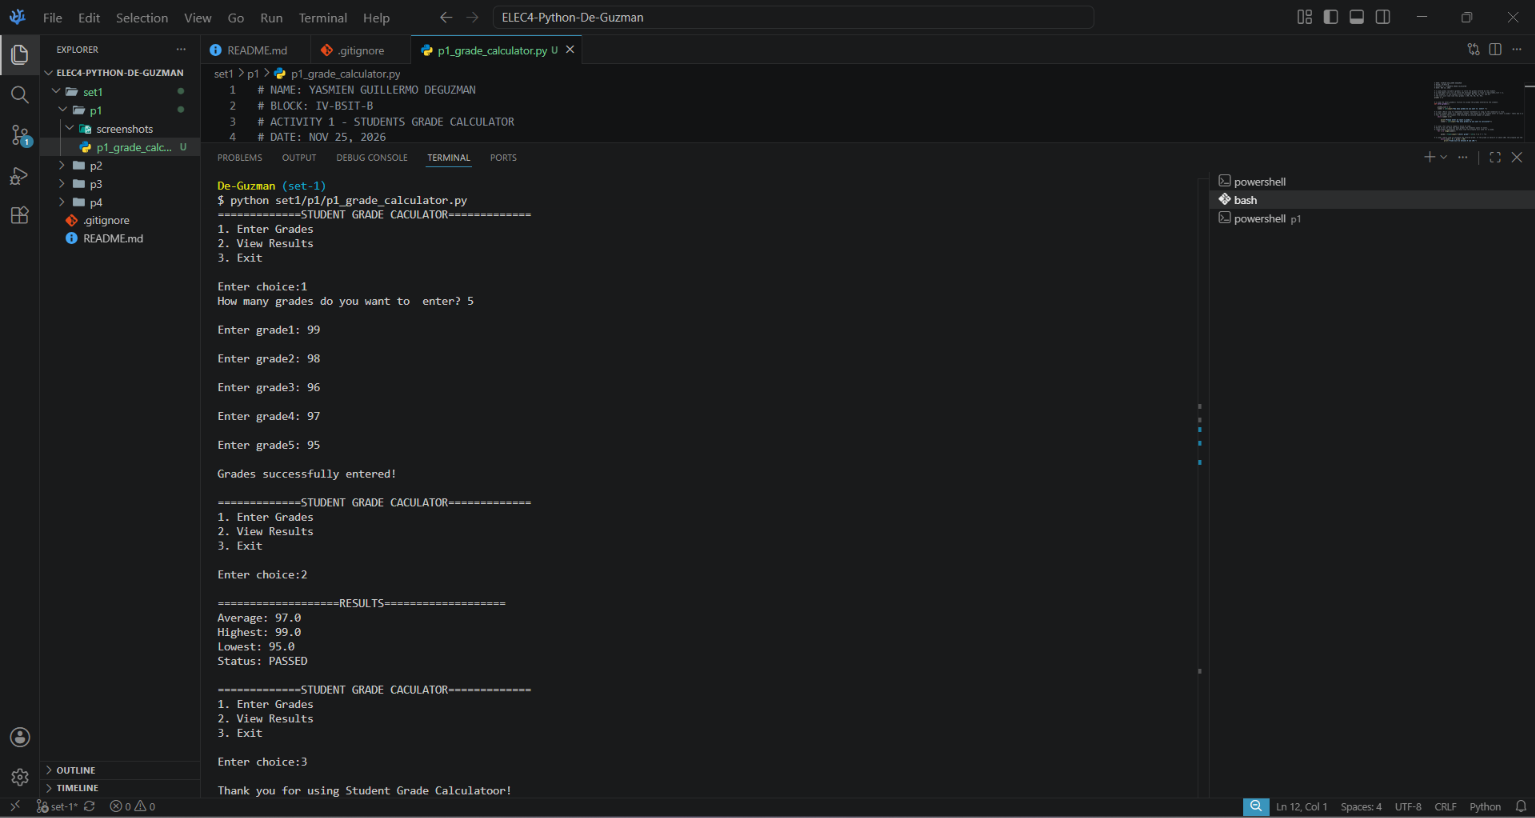 File Edit Selection View Go Run Terminal Help
ELEC4-Python-De-Guzman
EXPLORER
ELEC4-PYTHON-DE-GUZMAN
set1
p1
screenshots
p1_grade_calc... U
p2
p3
p4
.gitignore
README.md
OUTLINE
TIMELINE
README.md
.gitignore
p1_grade_calculator.py U
set1 > p1 > p1_grade_calculator.py
1 # NAME: YASMIEN GUILLERMO DEGUZMAN
2 # BLOCK: IV-BSIT-B
3 # ACTIVITY 1 - STUDENTS GRADE CALCULATOR
4 # DATE: NOV 25, 2026
PROBLEMS OUTPUT DEBUG CONSOLE TERMINAL PORTS
De-Guzman (set-1)
$ python set1/p1/p1_grade_calculator.py
=============STUDENT GRADE CACULATOR=============
1. Enter Grades
2. View Results
3. Exit
Enter choice:1
How many grades do you want to  enter? 5
Enter grade1: 99
Enter grade2: 98
Enter grade3: 96
Enter grade4: 97
Enter grade5: 95
Grades successfully entered!
=============STUDENT GRADE CACULATOR=============
1. Enter Grades
2. View Results
3. Exit
Enter choice:2
===================RESULTS===================
Average: 97.0
Highest: 99.0
Lowest: 95.0
Status: PASSED
=============STUDENT GRADE CACULATOR=============
1. Enter Grades
2. View Results
3. Exit
Enter choice:3
Thank you for using Student Grade Calculatoor!
powershell
bash
powershell p1
1
set-1* 0 0
Ln 12, Col 1 Spaces: 4 UTF-8 CRLF Python